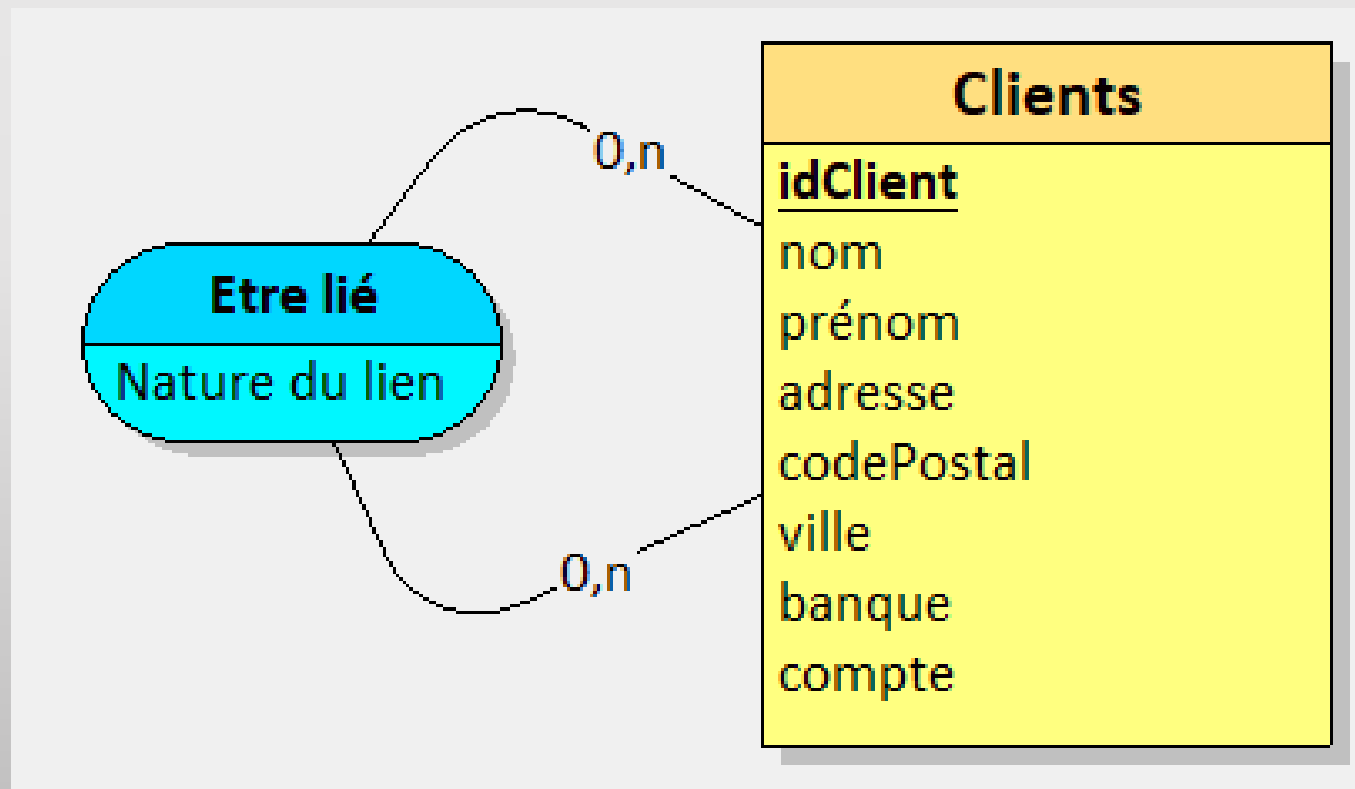 Clients
idClient
nom
prénom
adresse
codePostal
ville
banque
compte
0,n
Etre lié
Nature du lien
0,n